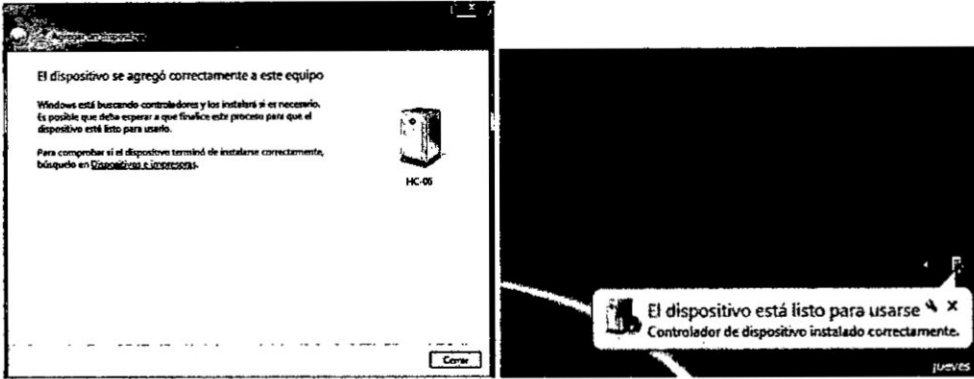 El dispositivo se agregó correctamente a este equipo
Windows está buscando controladores y los instalará si es necesario.
Es posible que deba esperar a que finalice este proceso para que el
dispositivo esté listo para usarlo.
Para comprobar si el dispositivo terminó de instalarse correctamente,
búsquelo en Dispositivos e impresoras.
HC-06
Cerrar
El dispositivo está listo para usarse
Controlador de dispositivo instalado correctamente.
jueves